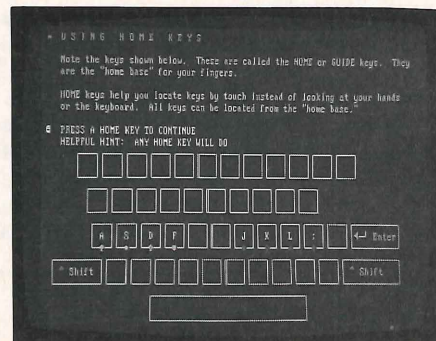 USING HOME KEYS
Note the keys shown below. These are called the HOME or GUIDE keys. They
are the "home base" for your fingers.
HOME keys help you locate keys by touch instead of looking at your hands
or the keyboard. All keys can be located from the "home base."
PRESS A HOME KEY TO CONTINUE
HELPFUL HINT: ANY HOME KEY WILL DO
A S D F J K L ; ↵ Enter
^ Shift ^ Shift